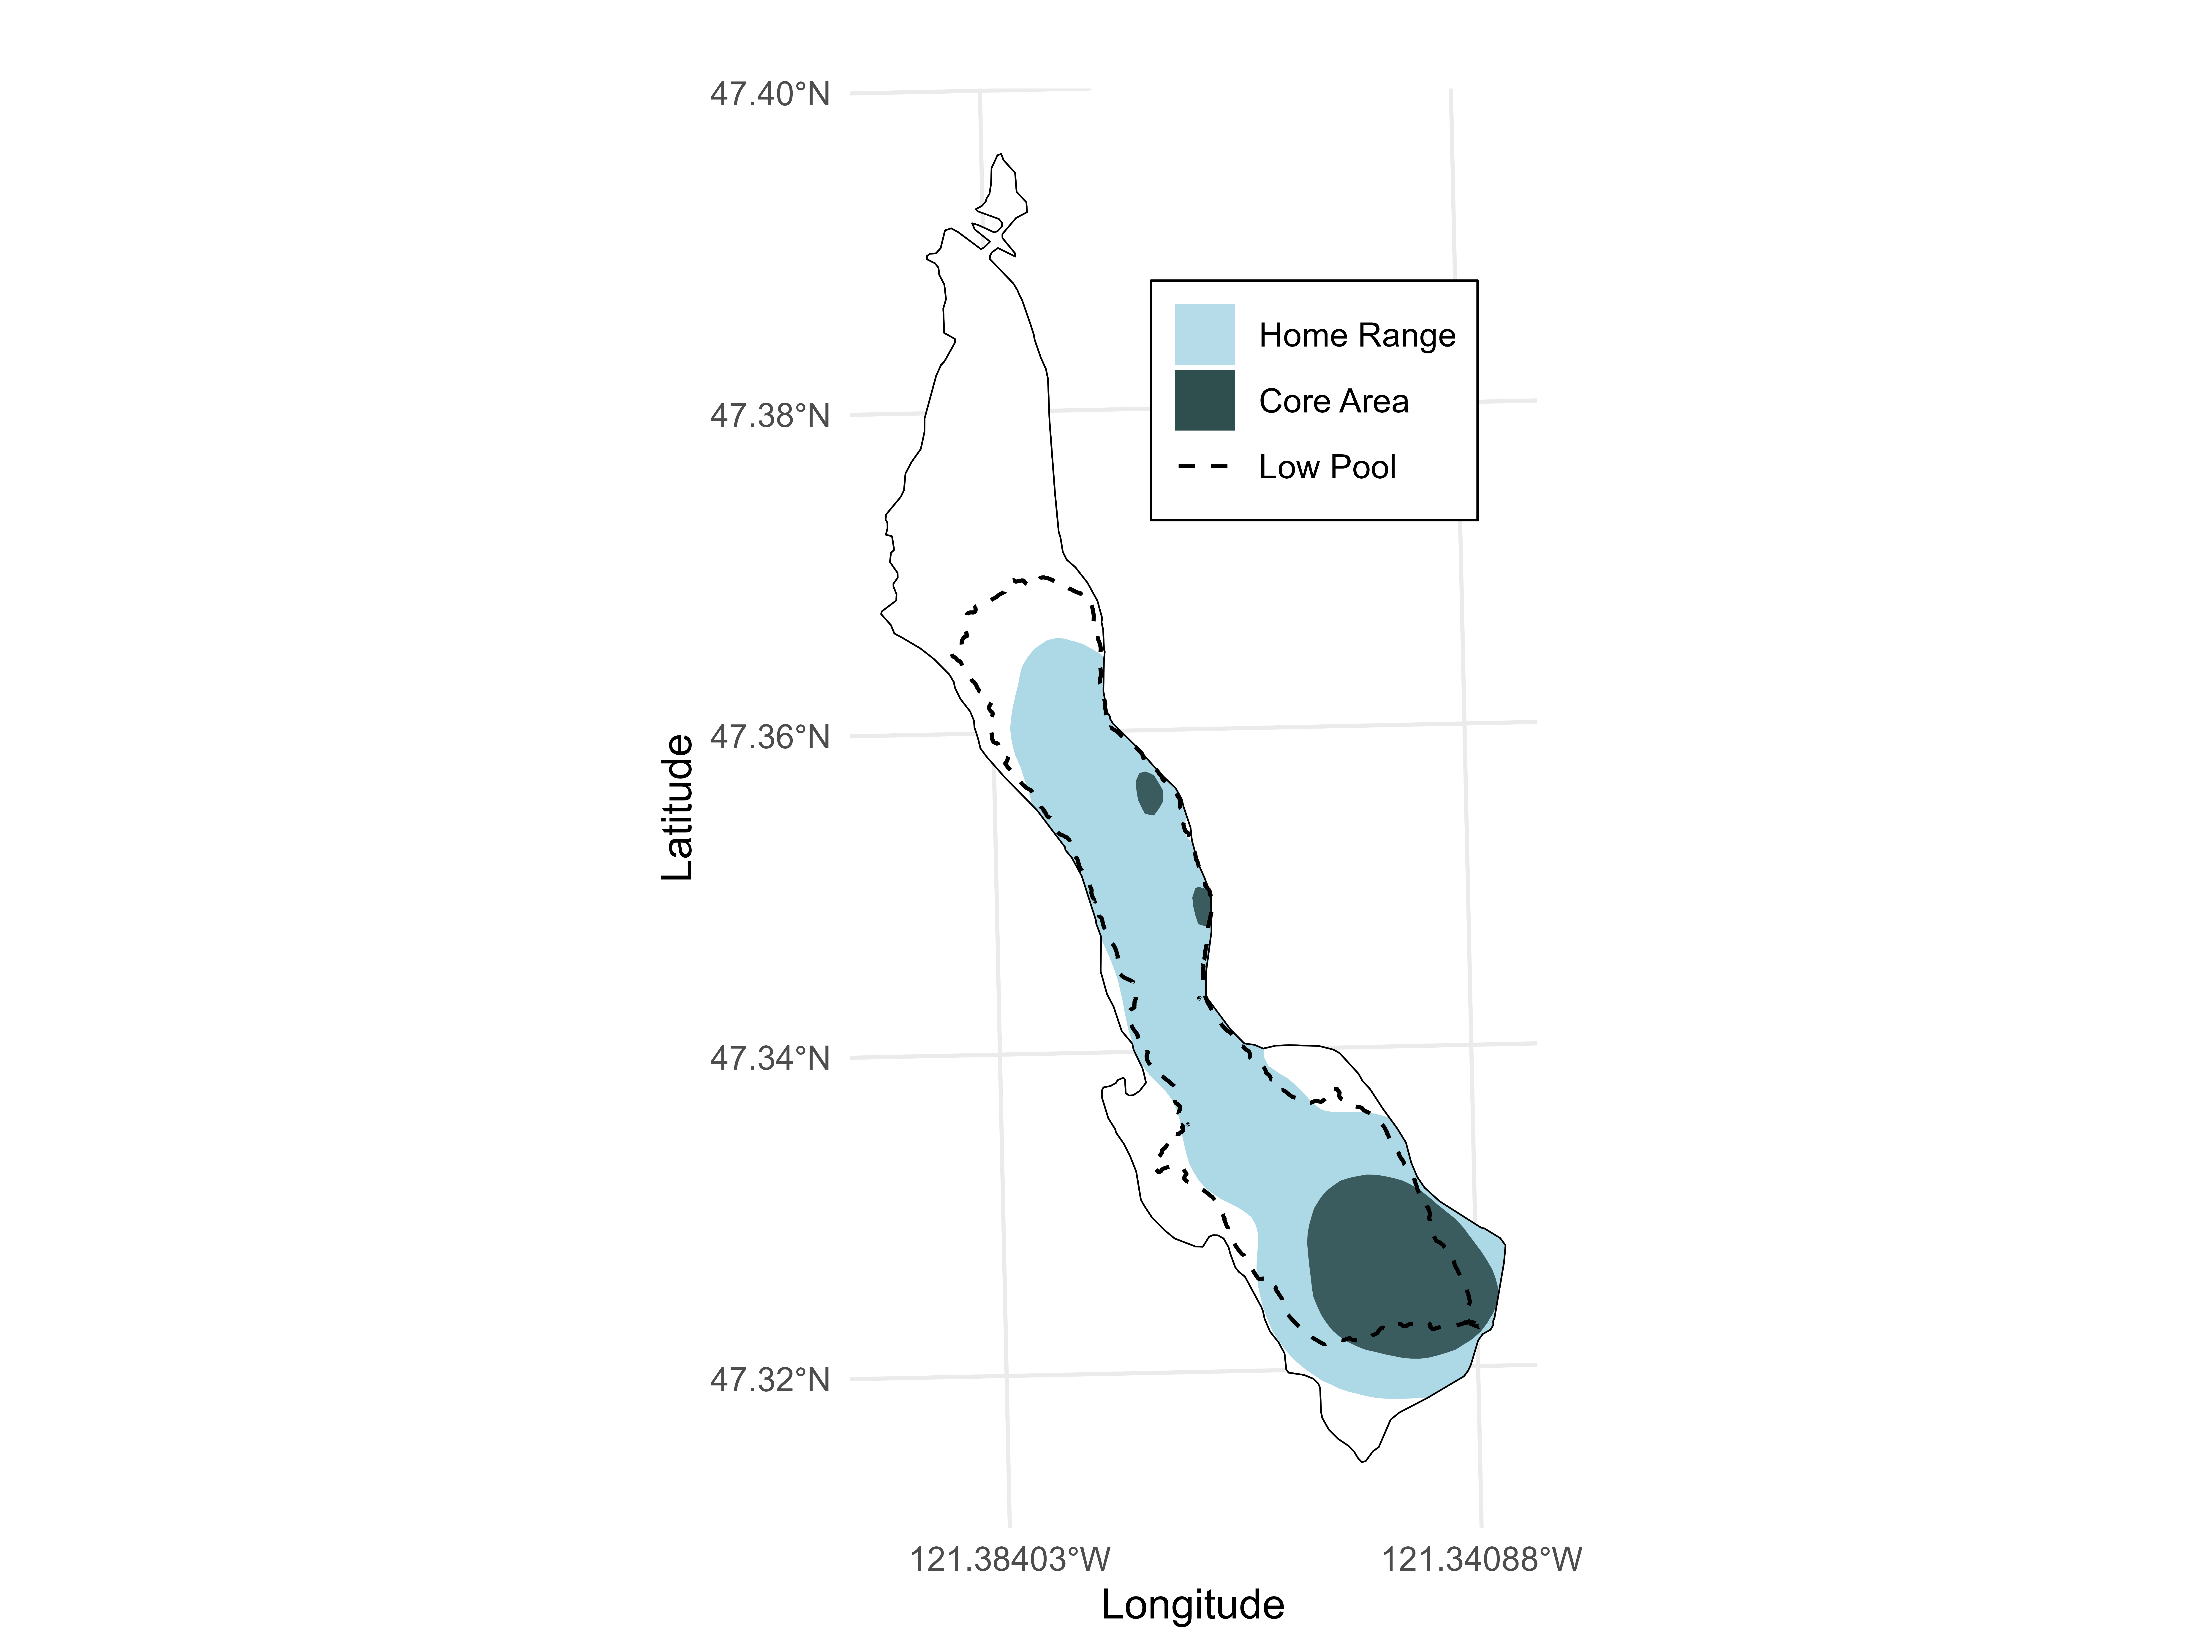 47.40°N
47.38°N
47.36°N
47.34°N
47.32°N
Latitude
Home Range
Core Area
Low Pool
121.38403°W
121.34088°W
Longitude